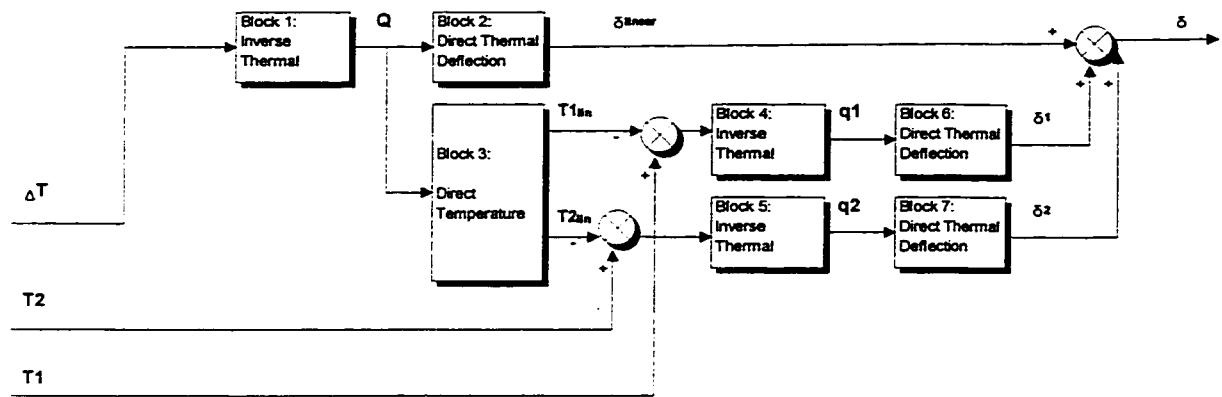 Block 1:
Inverse
Thermal
Q
Block 2:
Direct Thermal
Deflection
δlinear
+
δ
+
+
Block 3:
Direct
Temperature
T1lin
-
+
Block 4:
Inverse
Thermal
q1
Block 6:
Direct Thermal
Deflection
δ1
ΔT
T2lin
-
+
Block 5:
Inverse
Thermal
q2
Block 7:
Direct Thermal
Deflection
δ2
T2
T1